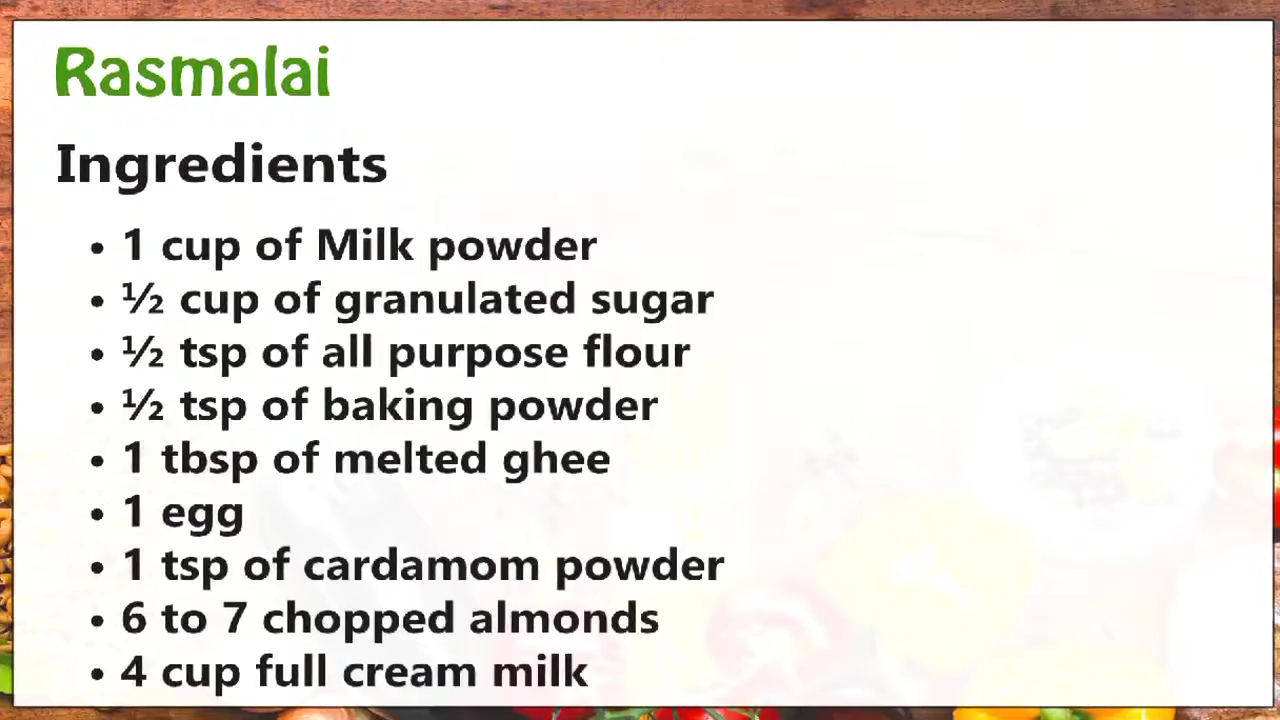 Rasmalai
Ingredients
• 1 cup of Milk powder
• ½ cup of granulated sugar
• ½ tsp of all purpose flour
• ½ tsp of baking powder
• 1 tbsp of melted ghee
• 1 egg
• 1 tsp of cardamom powder
• 6 to 7 chopped almonds
• 4 cup full cream milk